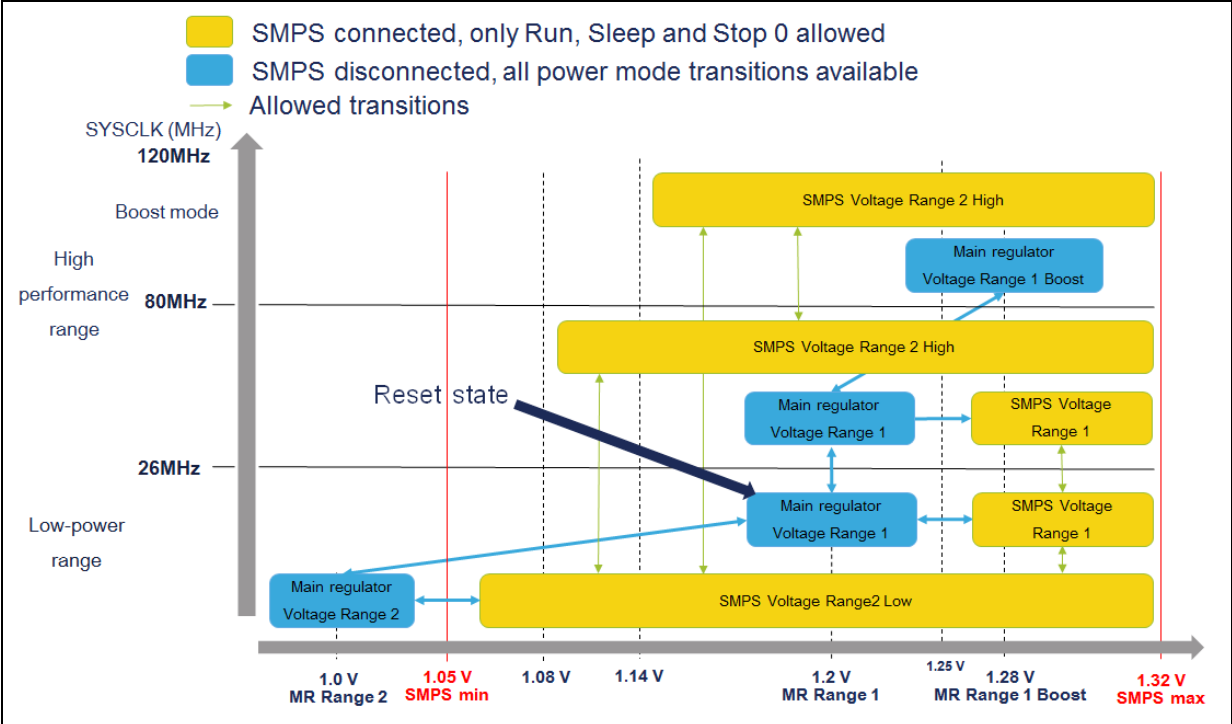 SMPS connected, only Run, Sleep and Stop 0 allowed
SMPS disconnected, all power mode transitions available
Allowed transitions
SYSCLK (MHz)
120MHz
Boost mode
SMPS Voltage Range 2 High
High
performance
range
Main regulator
Voltage Range 1 Boost
80MHz
SMPS Voltage Range 2 High
Reset state
Main regulator
Voltage Range 1
SMPS Voltage
Range 1
26MHz
Low-power
range
Main regulator
Voltage Range 1
SMPS Voltage
Range 1
Main regulator
Voltage Range 2
SMPS Voltage Range2 Low
1.0 V
MR Range 2
1.05 V
SMPS min
1.08 V
1.14 V
1.2 V
MR Range 1
1.25 V
1.28 V
MR Range 1 Boost
1.32 V
SMPS max